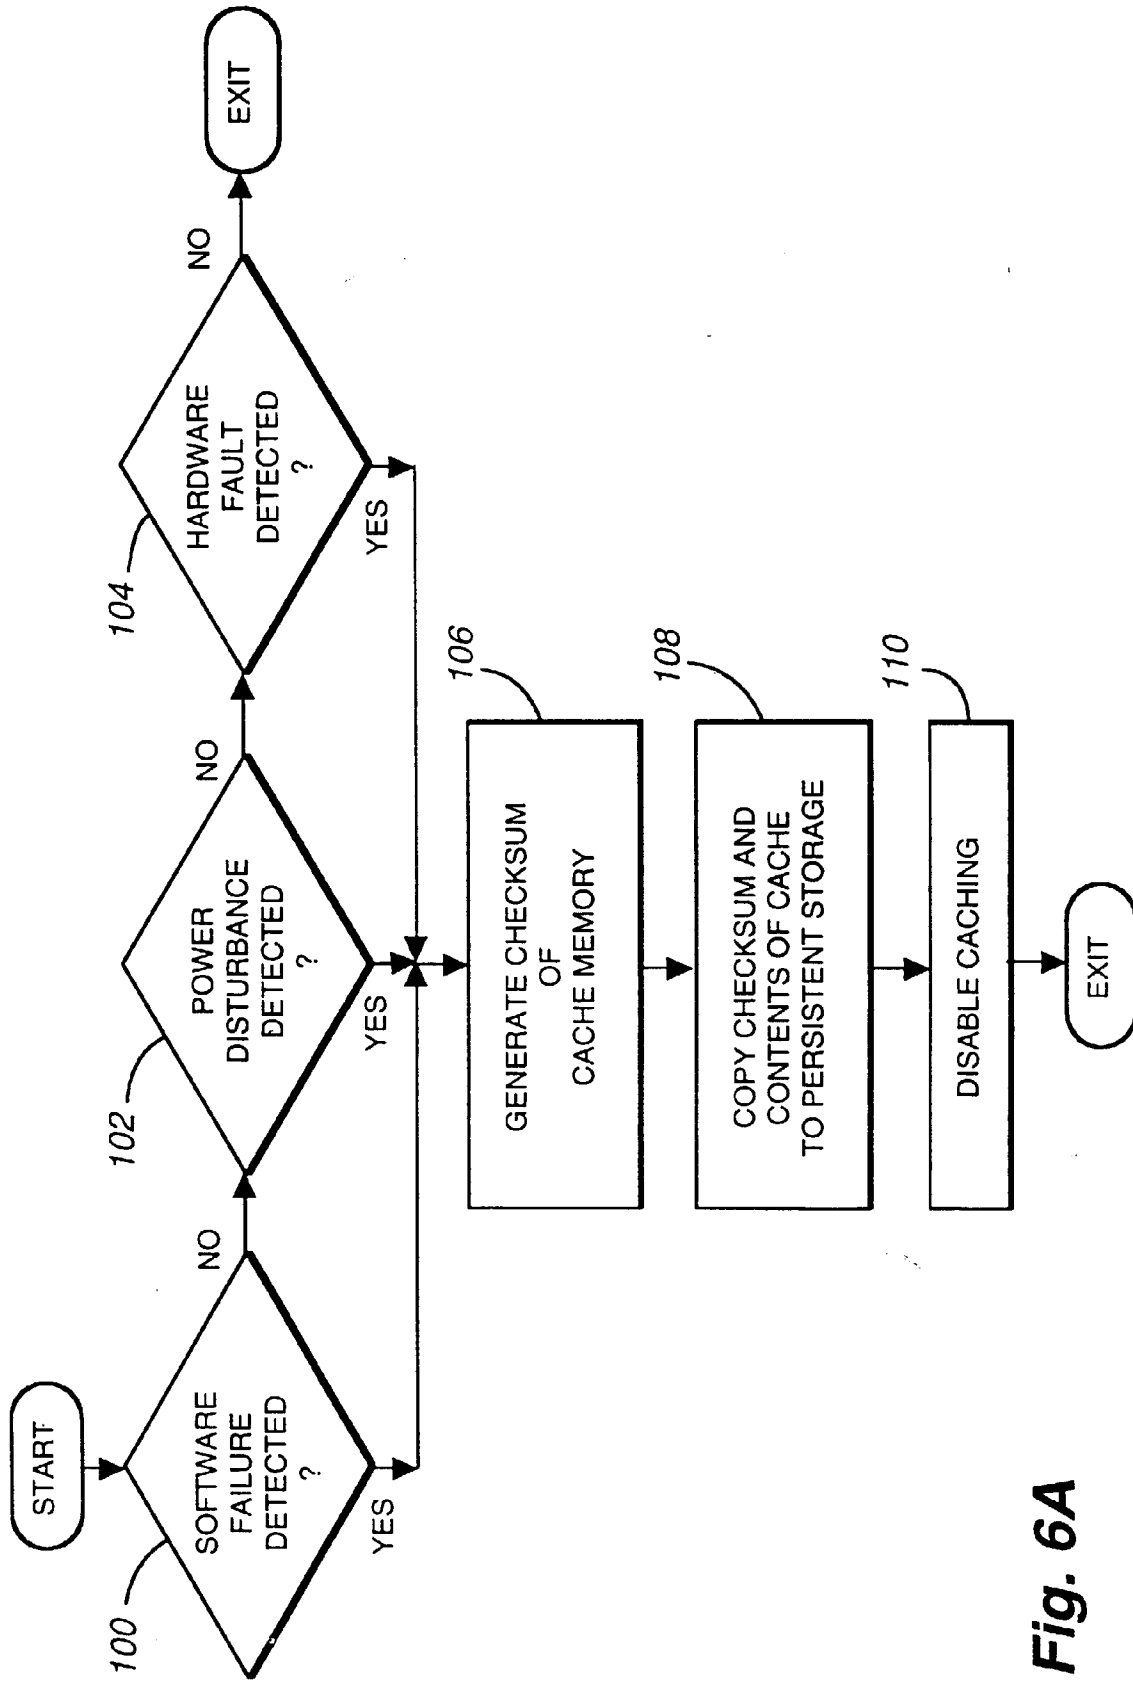 START
100
SOFTWARE
FAILURE
DETECTED
?
NO
YES
102
POWER
DISTURBANCE
DETECTED
?
NO
YES
104
HARDWARE
FAULT
DETECTED
?
NO
YES
EXIT
106
GENERATE CHECKSUM
OF
CACHE MEMORY
108
COPY CHECKSUM AND
CONTENTS OF CACHE
TO PERSISTENT STORAGE
110
DISABLE CACHING
EXIT
Fig. 6A